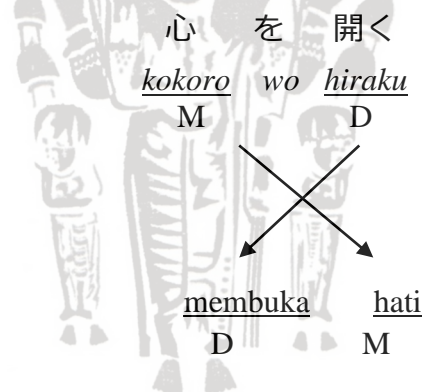 心 を 開く
kokoro wo hiraku
M D
membuka hati
D M